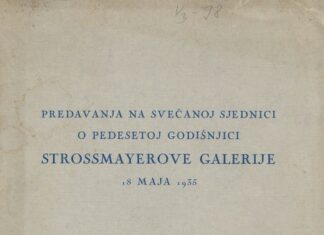 PREDAVANJA NA SVEČANOJ SJEDNICI
O PEDESETOJ GODIŠNJICI
STROSSMAYEROVE GALERIJE
18 MAJA 1935